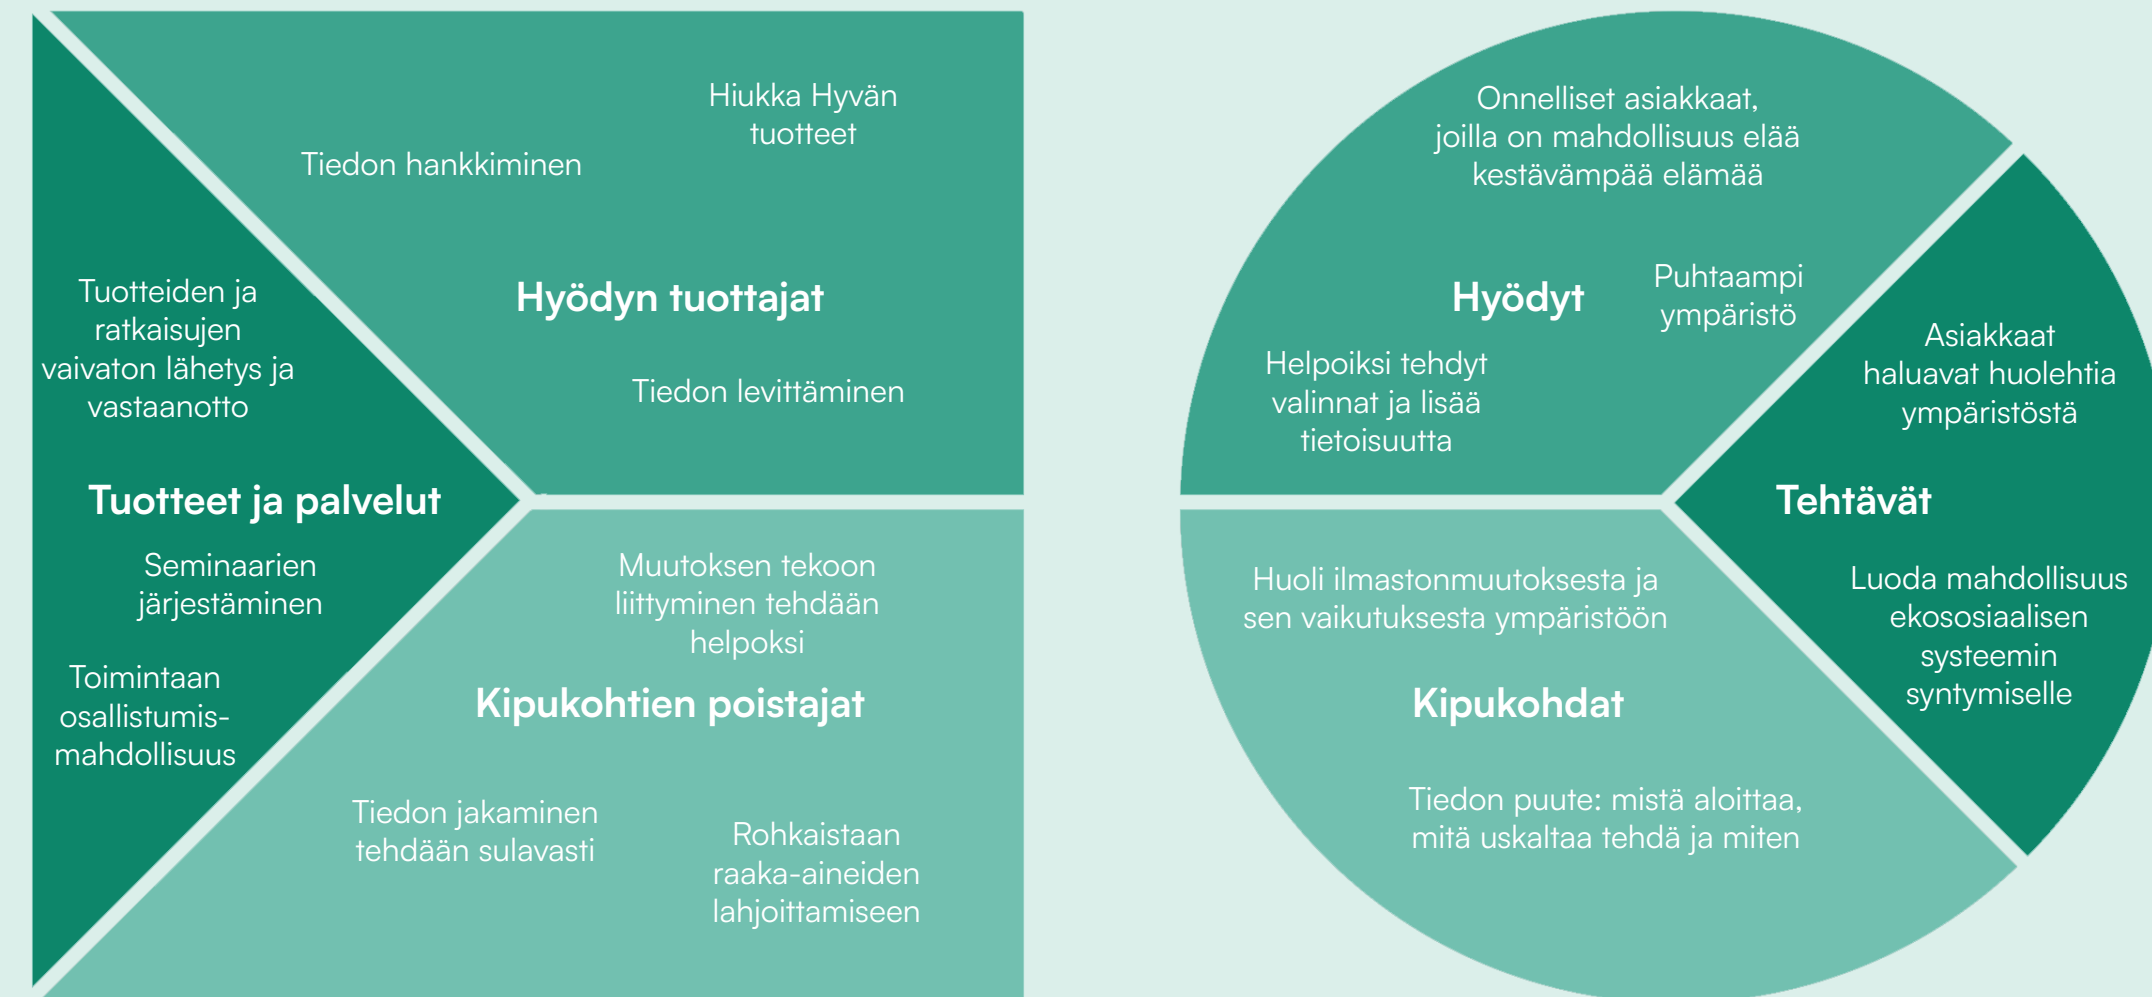 Tuotteiden ja
ratkaisujen
vaivaton lähetys ja
vastaanotto
Tuotteet ja palvelut
Seminaarien
järjestäminen
Toimintaan
osallistumis-
mahdollisuus
Hiukka Hyvän
tuotteet
Tiedon hankkiminen
Hyödyn tuottajat
Tiedon levittäminen
Muutoksen tekoon
liittyminen tehdään
helpoksi
Kipukohtien poistajat
Tiedon jakaminen
tehdään sulavasti
Rohkaistaan
raaka-aineiden
lahjoittamiseen
Onnelliset asiakkaat,
joilla on mahdollisuus elää
kestävämpää elämää
Hyödyt
Puhtaampi
ympäristö
Helpoiksi tehdyt
valinnat ja lisää
tietoisuutta
Asiakkaat
haluavat huolehtia
ympäristöstä
Tehtävät
Luoda mahdollisuus
ekososiaalisen
systeemin
syntymiselle
Huoli ilmastonmuutoksesta ja
sen vaikutuksesta ympäristöön
Kipukohdat
Tiedon puute: mistä aloittaa,
mitä uskaltaa tehdä ja miten